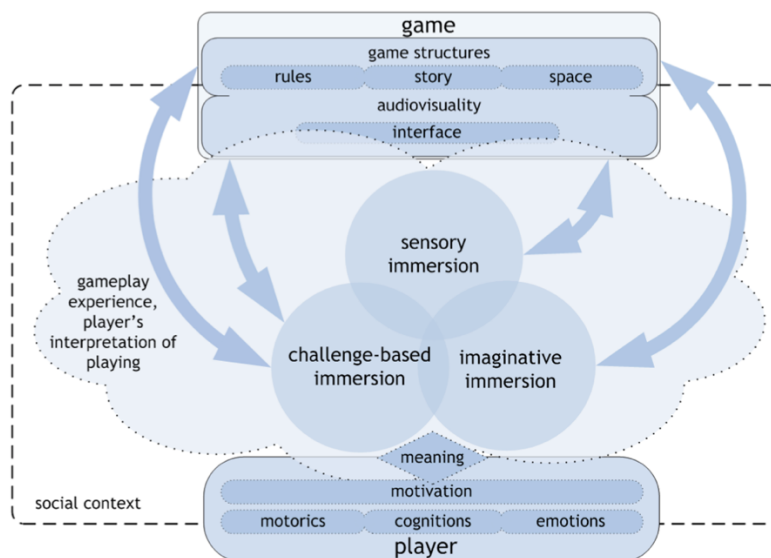 game
game structures
rules story space
audiovisuality
interface
sensory
immersion
gameplay
experience,
player's
interpretation of
playing
challenge-based
immersion
imaginative
immersion
meaning
motivation
social context
motorics cognitions emotions
player